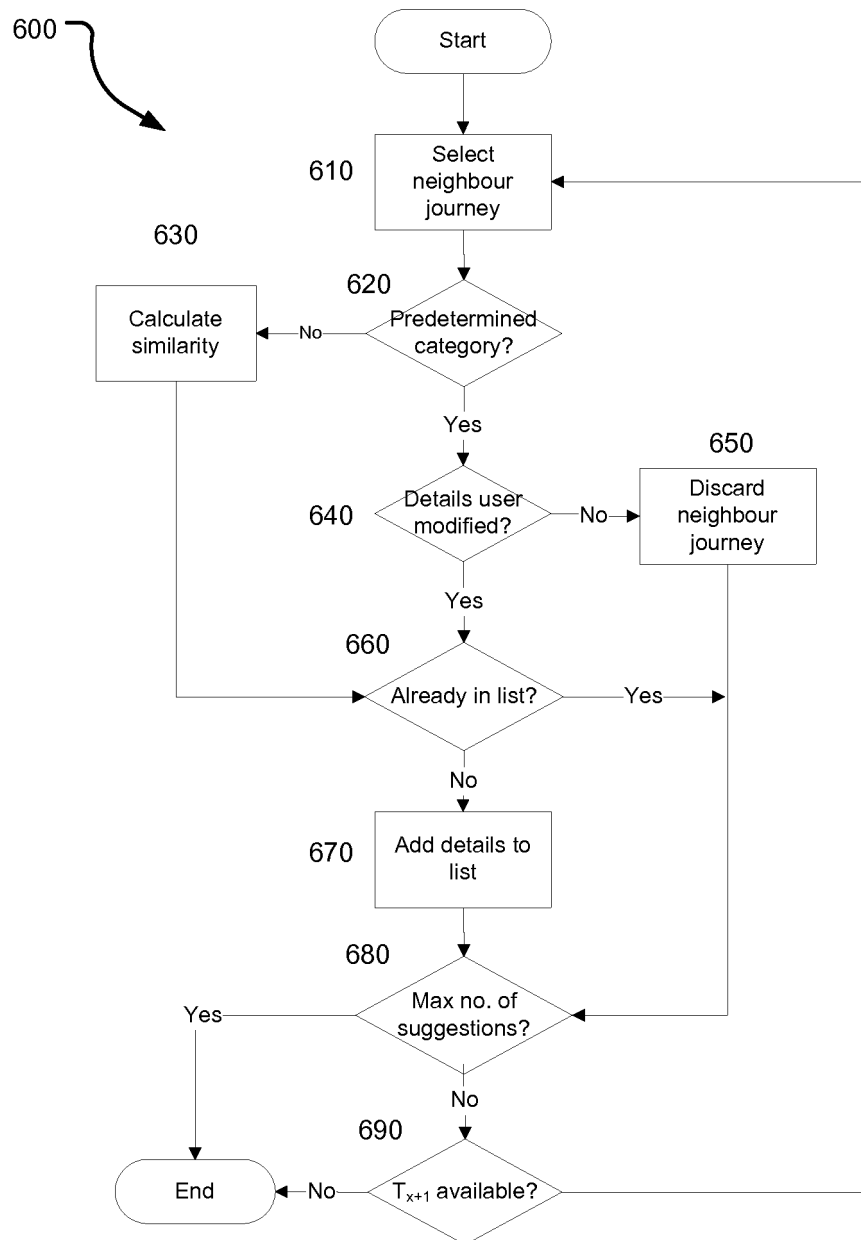 600
Start
610
Select
neighbour
journey
630
620
Calculate
similarity
No
Predetermined
category?
Yes
650
640
Details user
modified?
No
Discard
neighbour
journey
Yes
660
Already in list?
Yes
No
670
Add details to
list
680
Max no. of
suggestions?
Yes
No
690
End
No
Tx+1 available?